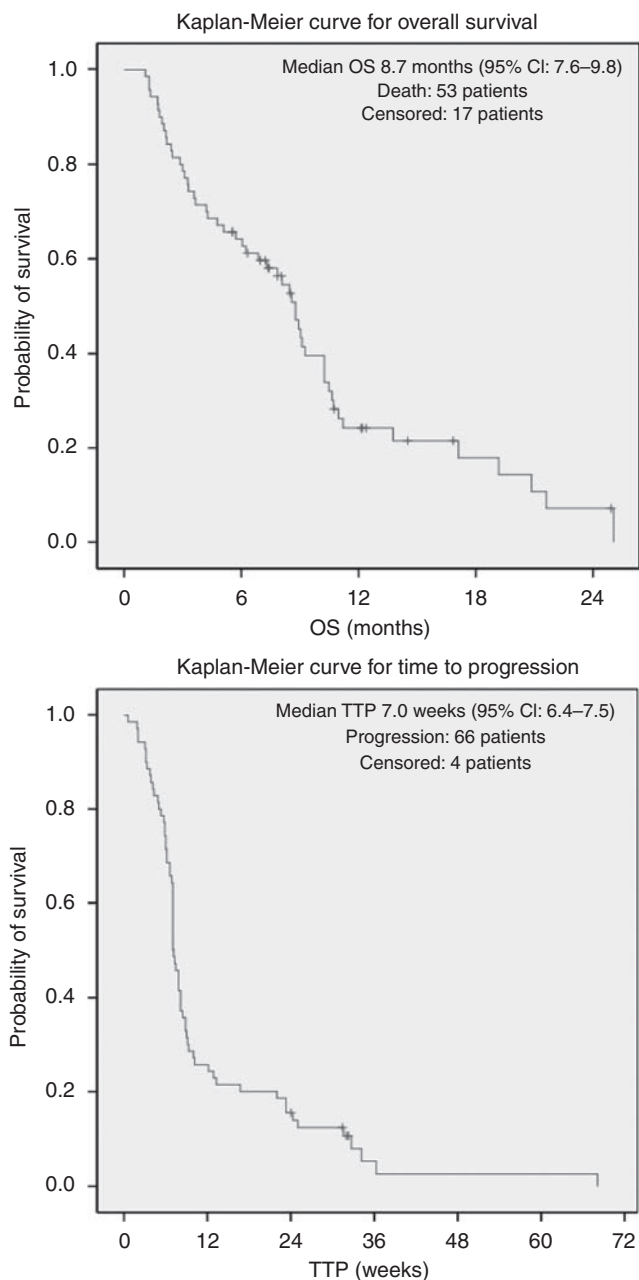 Kaplan-Meier curve for overall survival
Median OS 8.7 months (95% CI: 7.6–9.8)
Death: 53 patients
Censored: 17 patients
Probability of survival
1.0
0.8
0.6
0.4
0.2
0.0
0 6 12 18 24
OS (months)
Kaplan-Meier curve for time to progression
Median TTP 7.0 weeks (95% CI: 6.4–7.5)
Progression: 66 patients
Censored: 4 patients
Probability of survival
1.0
0.8
0.6
0.4
0.2
0.0
0 12 24 36 48 60 72
TTP (weeks)